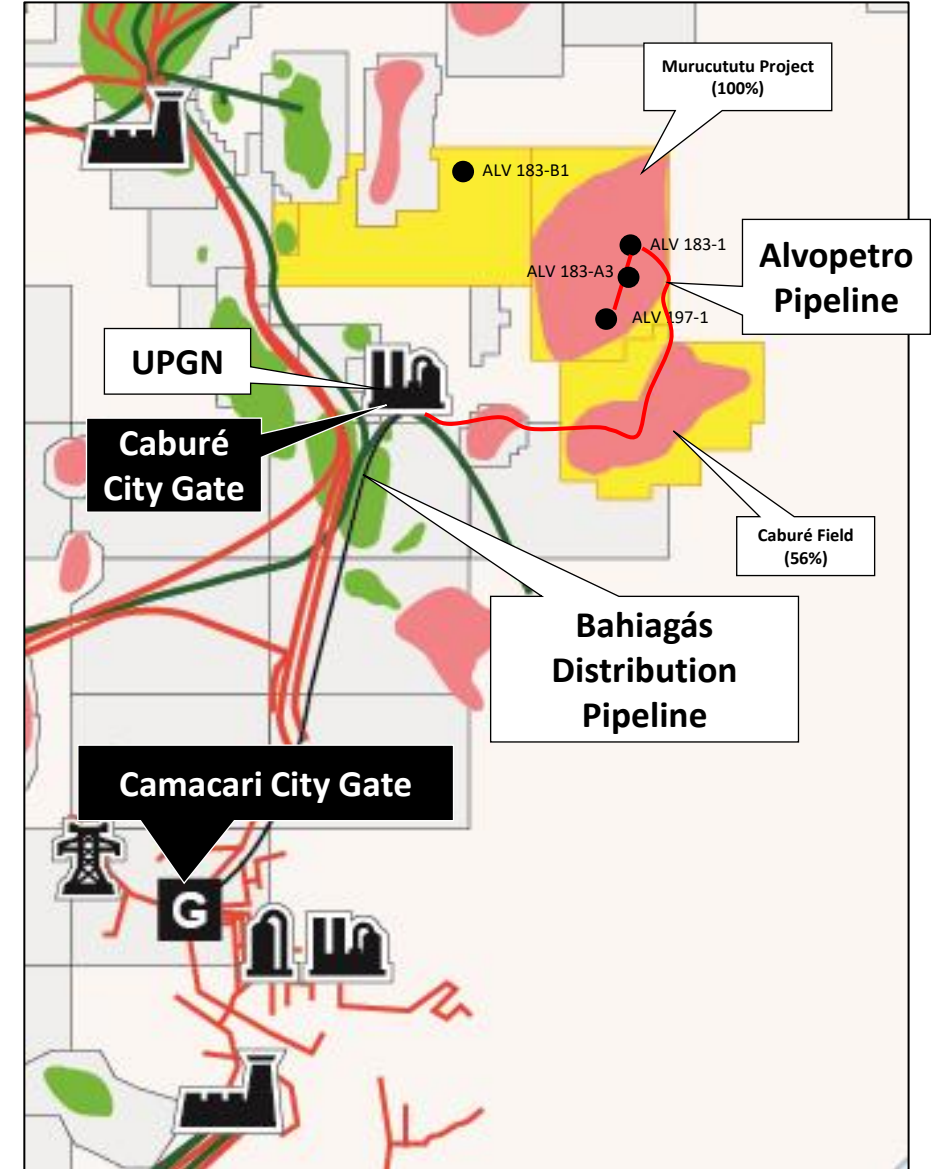 Murucututu Project
(100%)
ALV 183-B1
ALV 183-1
Alvopetro
Pipeline
ALV 183-A3
ALV 197-1
UPGN
Caburé
City Gate
Caburé Field
(56%)
Bahiagás
Distribution
Pipeline
Camacari City Gate
G